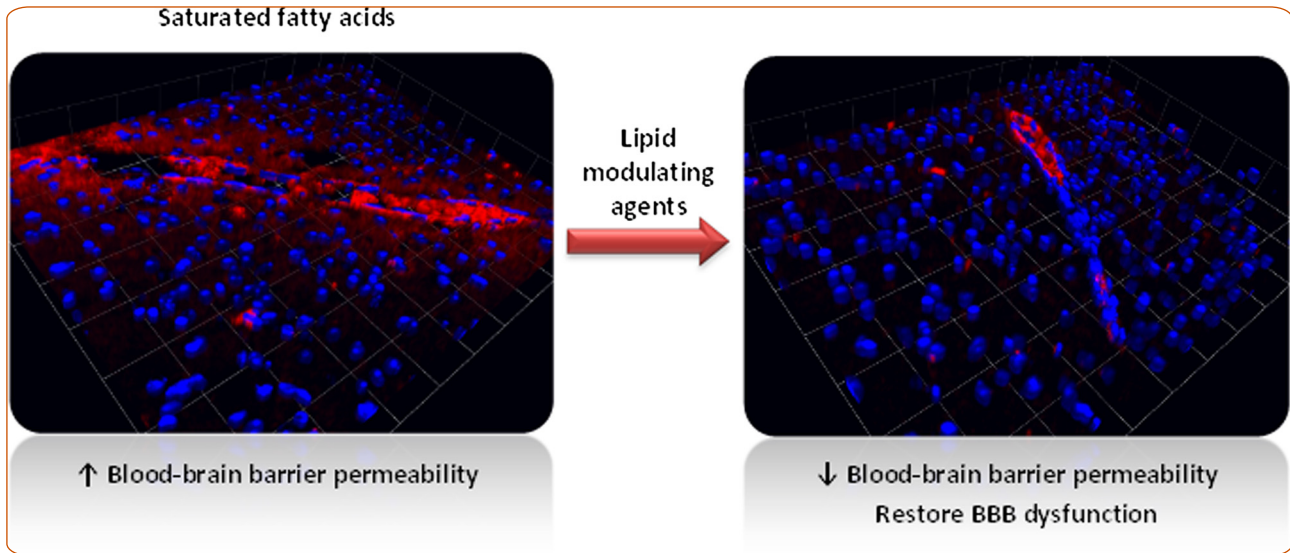 Saturated fatty acids
Lipid
modulating
agents
↑ Blood-brain barrier permeability
↓ Blood-brain barrier permeability
Restore BBB dysfunction